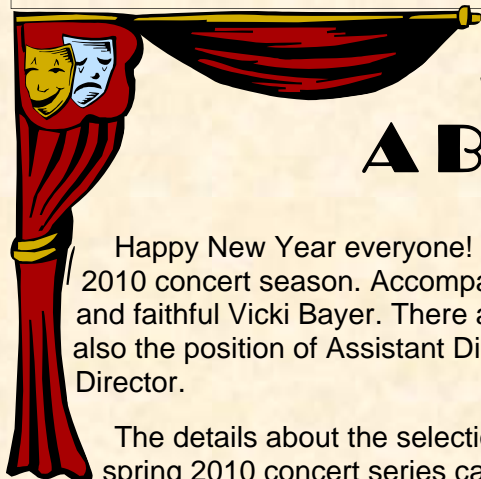 A B
Happy New Year everyone!
2010 concert season. Accompa
and faithful Vicki Bayer. There a
also the position of Assistant Di
Director.
The details about the selectio
spring 2010 concert series ca